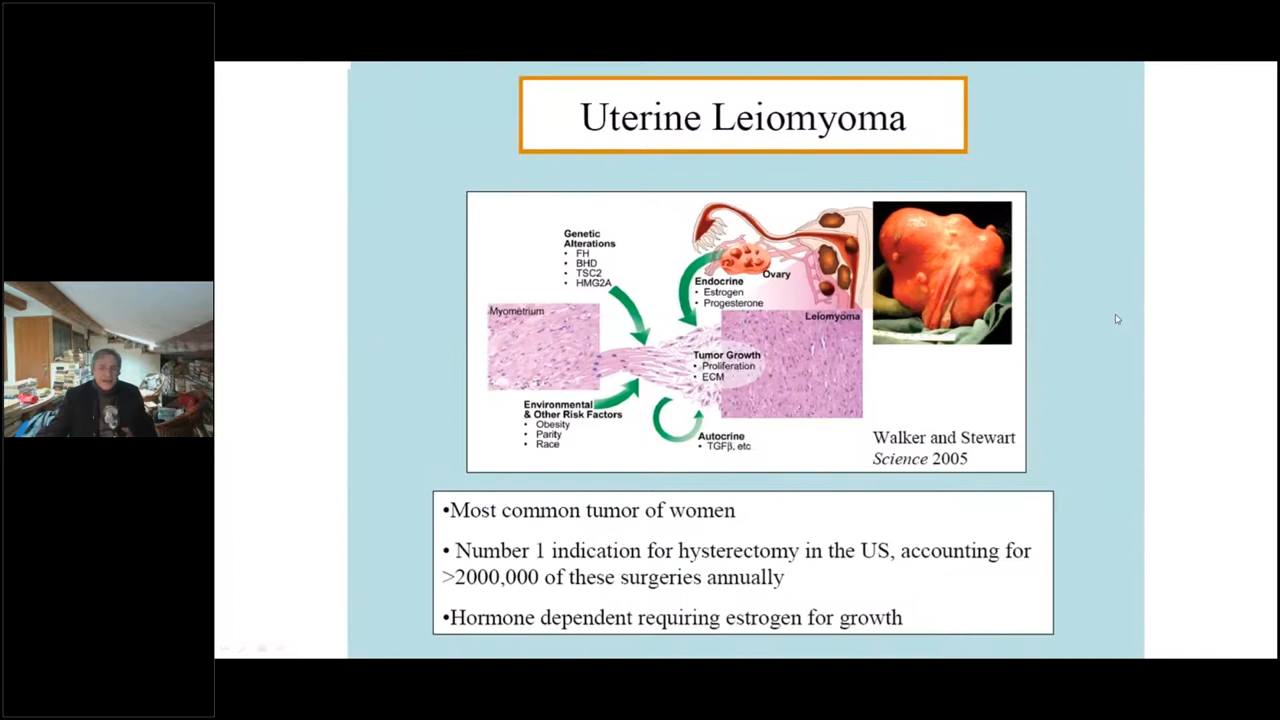 Uterine Leiomyoma
Genetic
Alterations
• FH
• BHD
• TSC2
• HMG2A
Ovary
Endocrine
• Estrogen
• Progesterone
Myometrium
Leiomyoma
Tumor Growth
• Proliferation
• ECM
Environmental
& Other Risk Factors
• Obesity
• Parity
• Race
Autocrine
• TGFβ, etc
Walker and Stewart
Science 2005
•Most common tumor of women
• Number 1 indication for hysterectomy in the US, accounting for
>2000,000 of these surgeries annually
•Hormone dependent requiring estrogen for growth